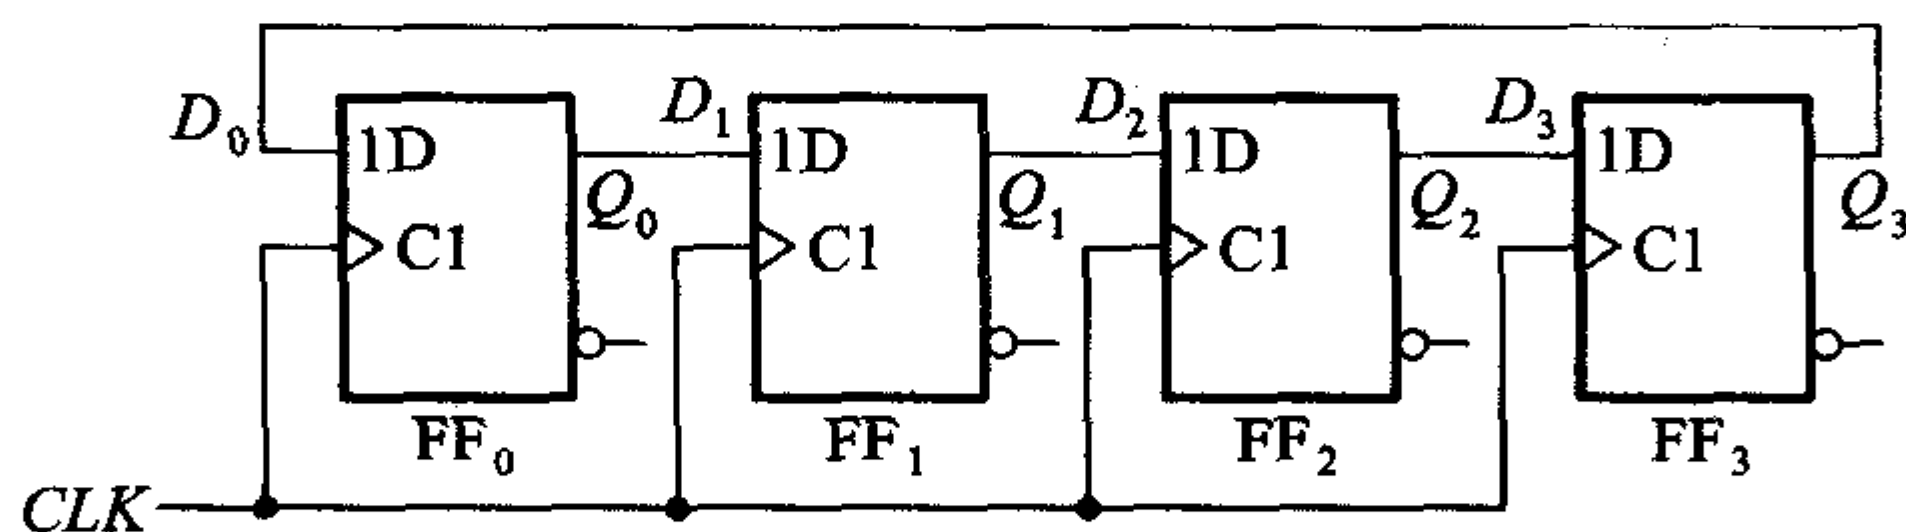 D₀ 1D D₁ 1D D₂ 1D D₃ 1D
Q₀ Q₁ Q₂ Q₃
C1 C1 C1 C1
FF₀ FF₁ FF₂ FF₃
CLK